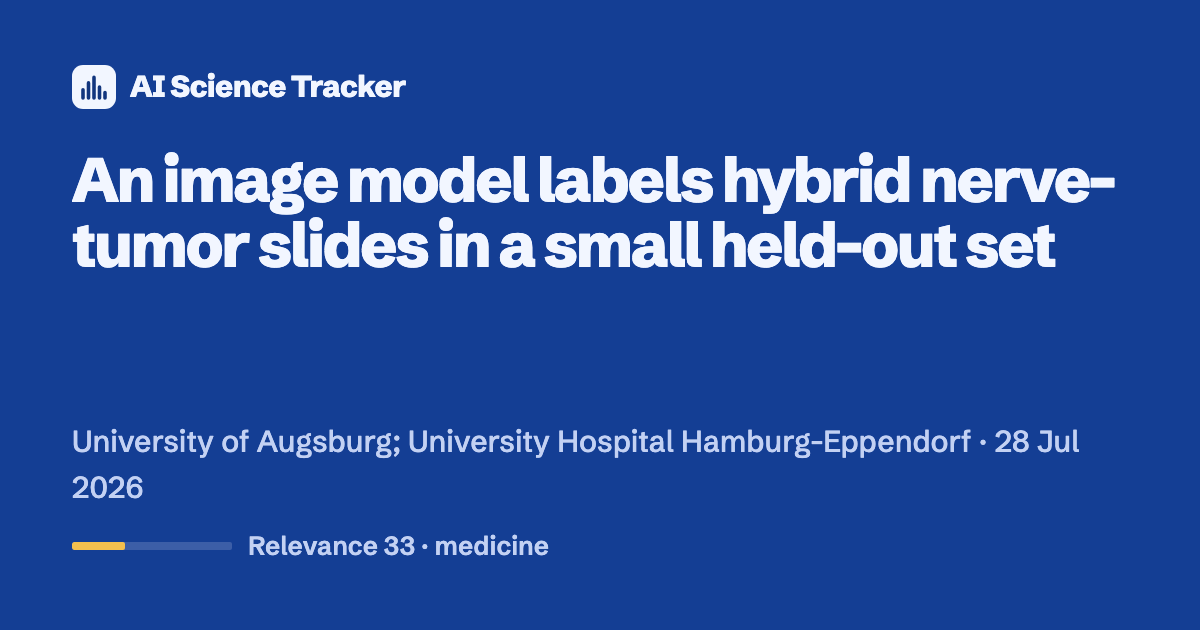 AI Science Tracker
An image model labels hybrid nerve-
tumor slides in a small held-out set
University of Augsburg; University Hospital Hamburg-Eppendorf · 28 Jul
2026
Relevance 33 · medicine